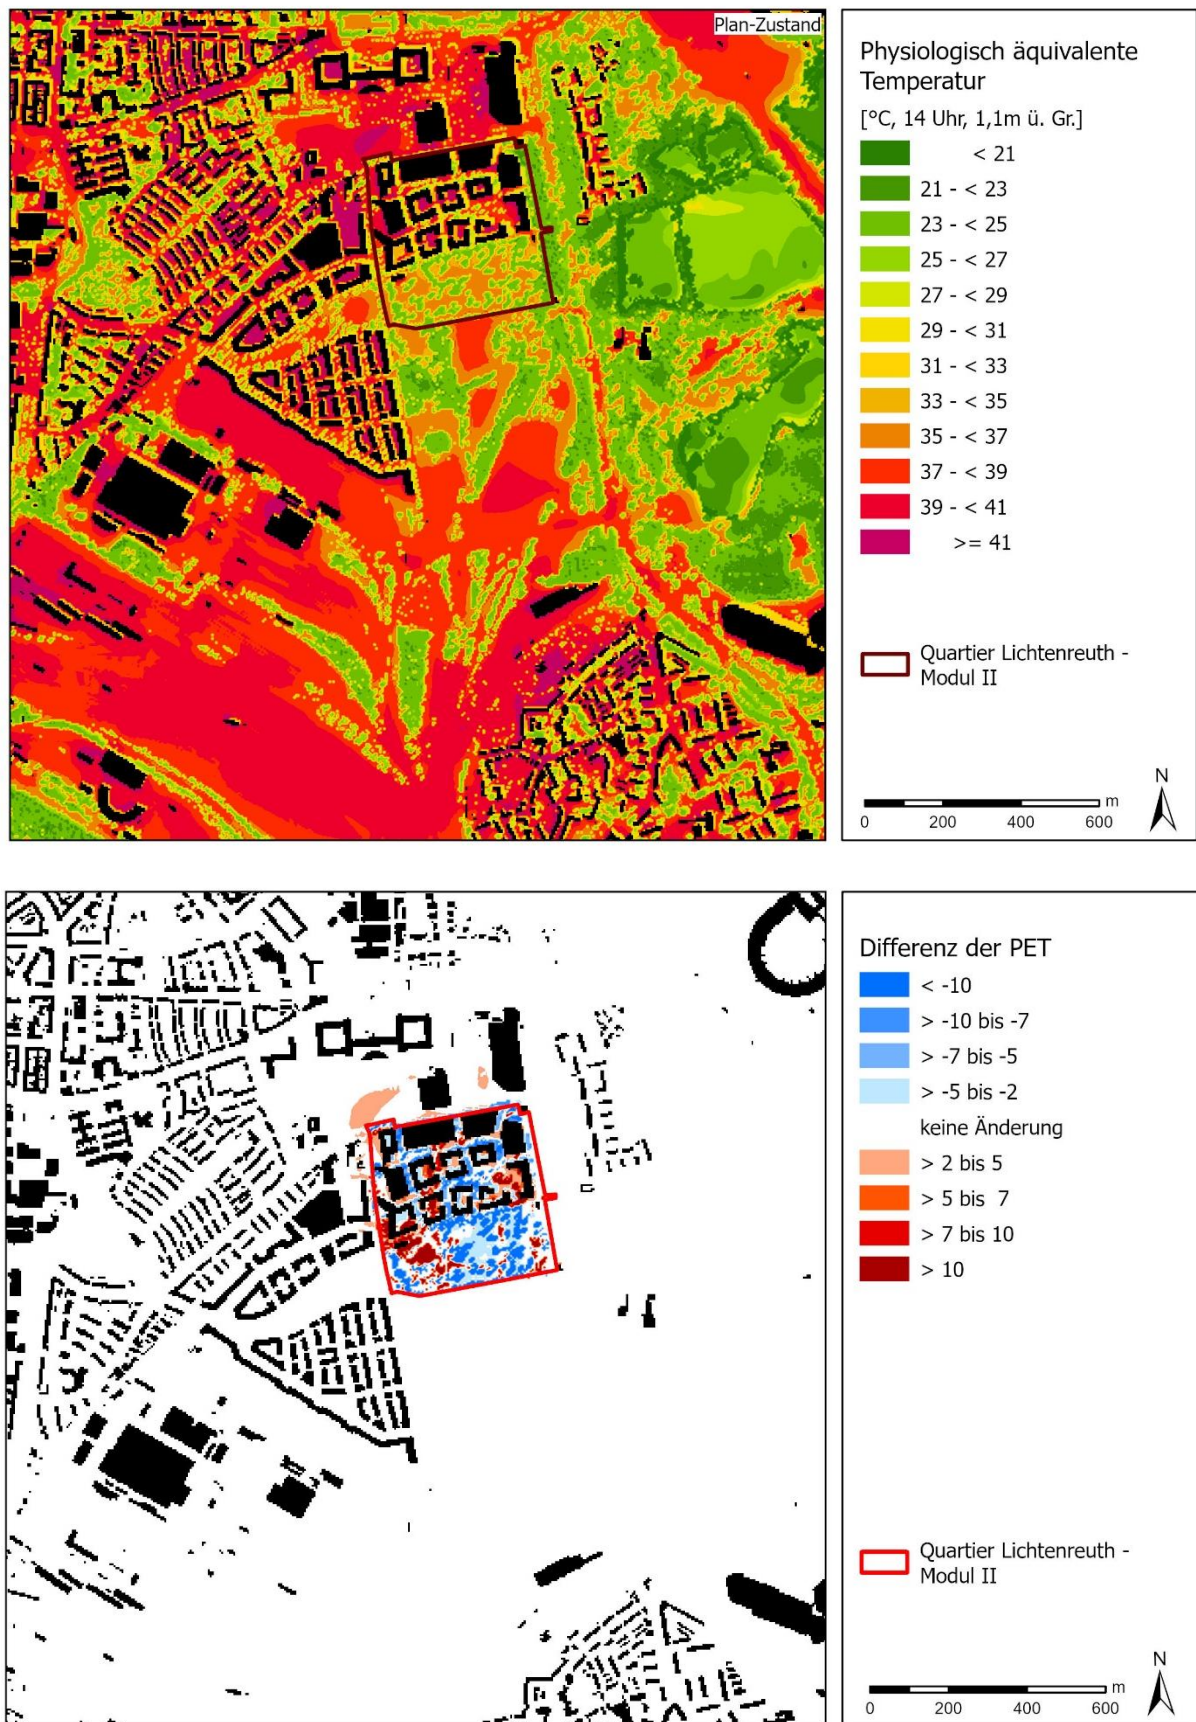 Plan-Zustand
Physiologisch äquivalente
Temperatur
[°C, 14 Uhr, 1,1m ü. Gr.]
< 21
21 - < 23
23 - < 25
25 - < 27
27 - < 29
29 - < 31
31 - < 33
33 - < 35
35 - < 37
37 - < 39
39 - < 41
>= 41
Quartier Lichtenreuth -
Modul II
N
m
0 200 400 600
Differenz der PET
< -10
> -10 bis -7
> -7 bis -5
> -5 bis -2
keine Änderung
> 2 bis 5
> 5 bis 7
> 7 bis 10
> 10
Quartier Lichtenreuth -
Modul II
N
m
0 200 400 600